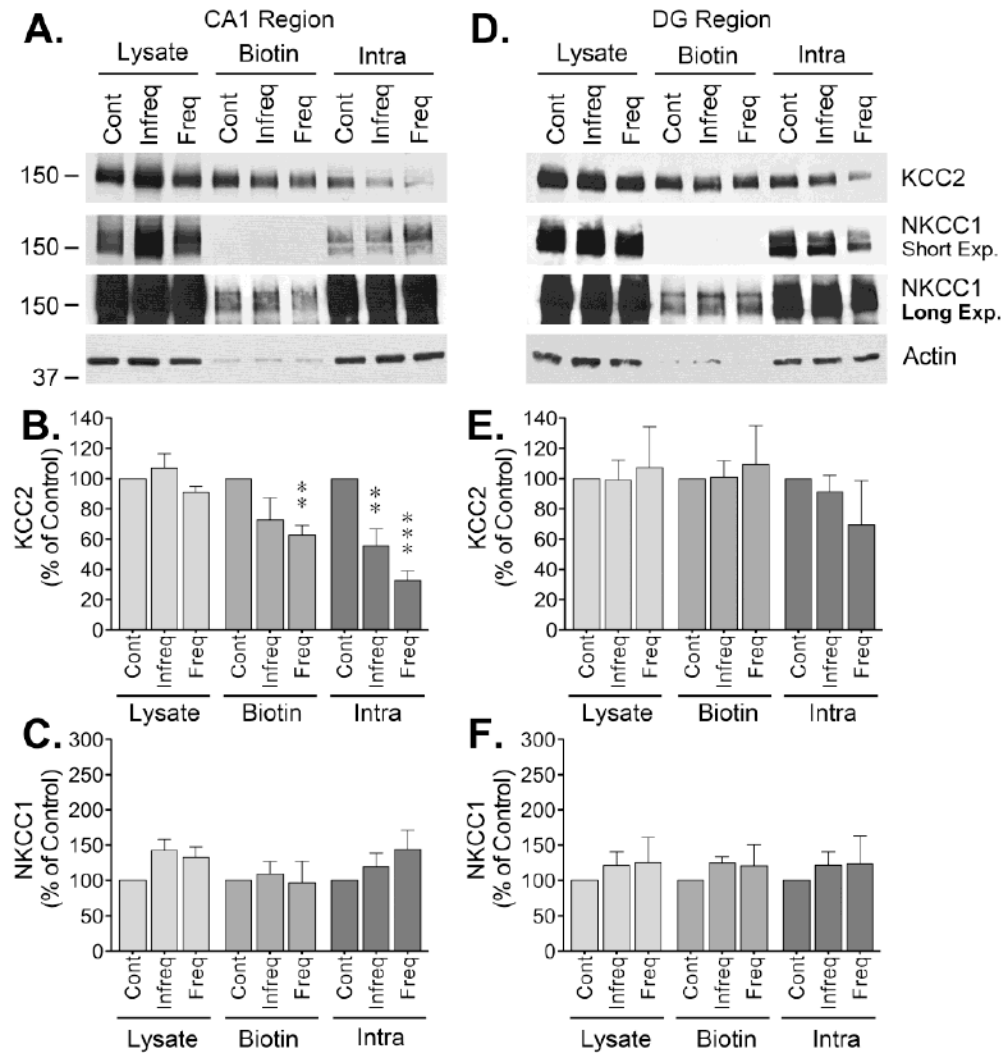 A.
CA1 Region
Lysate Biotin Intra
Cont Infreq Freq Cont Infreq Freq Cont Infreq Freq
150
150
150
37
D.
DG Region
Lysate Biotin Intra
Cont Infreq Freq Cont Infreq Freq Cont Infreq Freq
KCC2
NKCC1
Short Exp.
NKCC1
Long Exp.
Actin
B.
KCC2
(% of Control)
140
120
100
80
60
40
20
0
**
**
***
Cont Infreq Freq Cont Infreq Freq Cont Infreq Freq
Lysate Biotin Intra
E.
KCC2
(% of Control)
140
120
100
80
60
40
20
0
Cont Infreq Freq Cont Infreq Freq Cont Infreq Freq
Lysate Biotin Intra
C.
NKCC1
(% of Control)
300
250
200
150
100
50
0
Cont Infreq Freq Cont Infreq Freq Cont Infreq Freq
Lysate Biotin Intra
F.
NKCC1
(% of Control)
300
250
200
150
100
50
0
Cont Infreq Freq Cont Infreq Freq Cont Infreq Freq
Lysate Biotin Intra